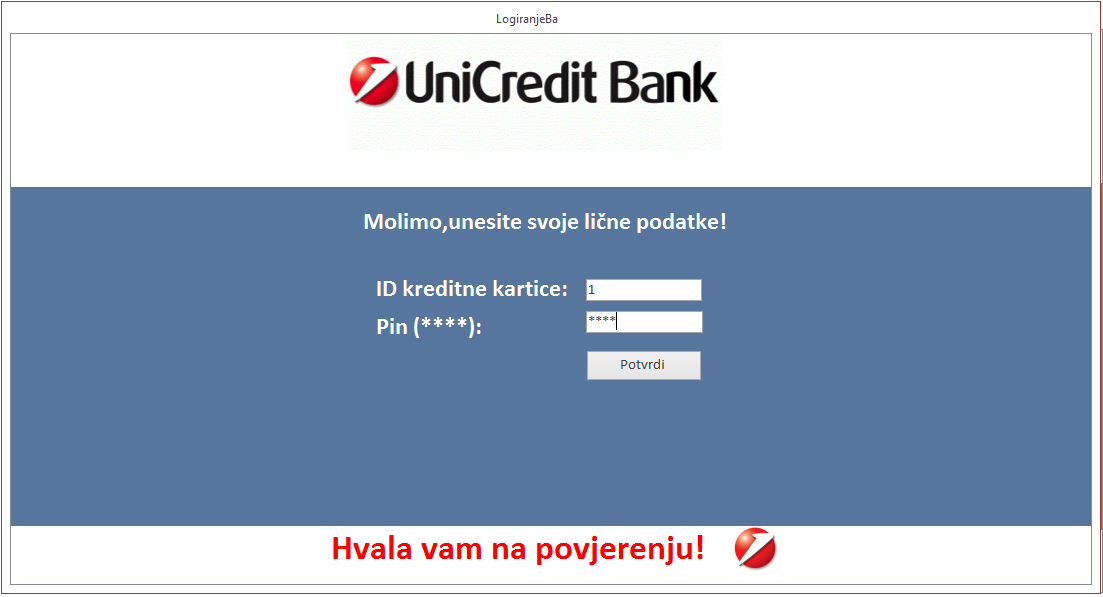 LogiranjeBa
UniCredit Bank
Molimo,unesite svoje lične podatke!
ID kreditne kartice: 1
Pin (****): ****
Potvrdi
Hvala vam na povjerenju!